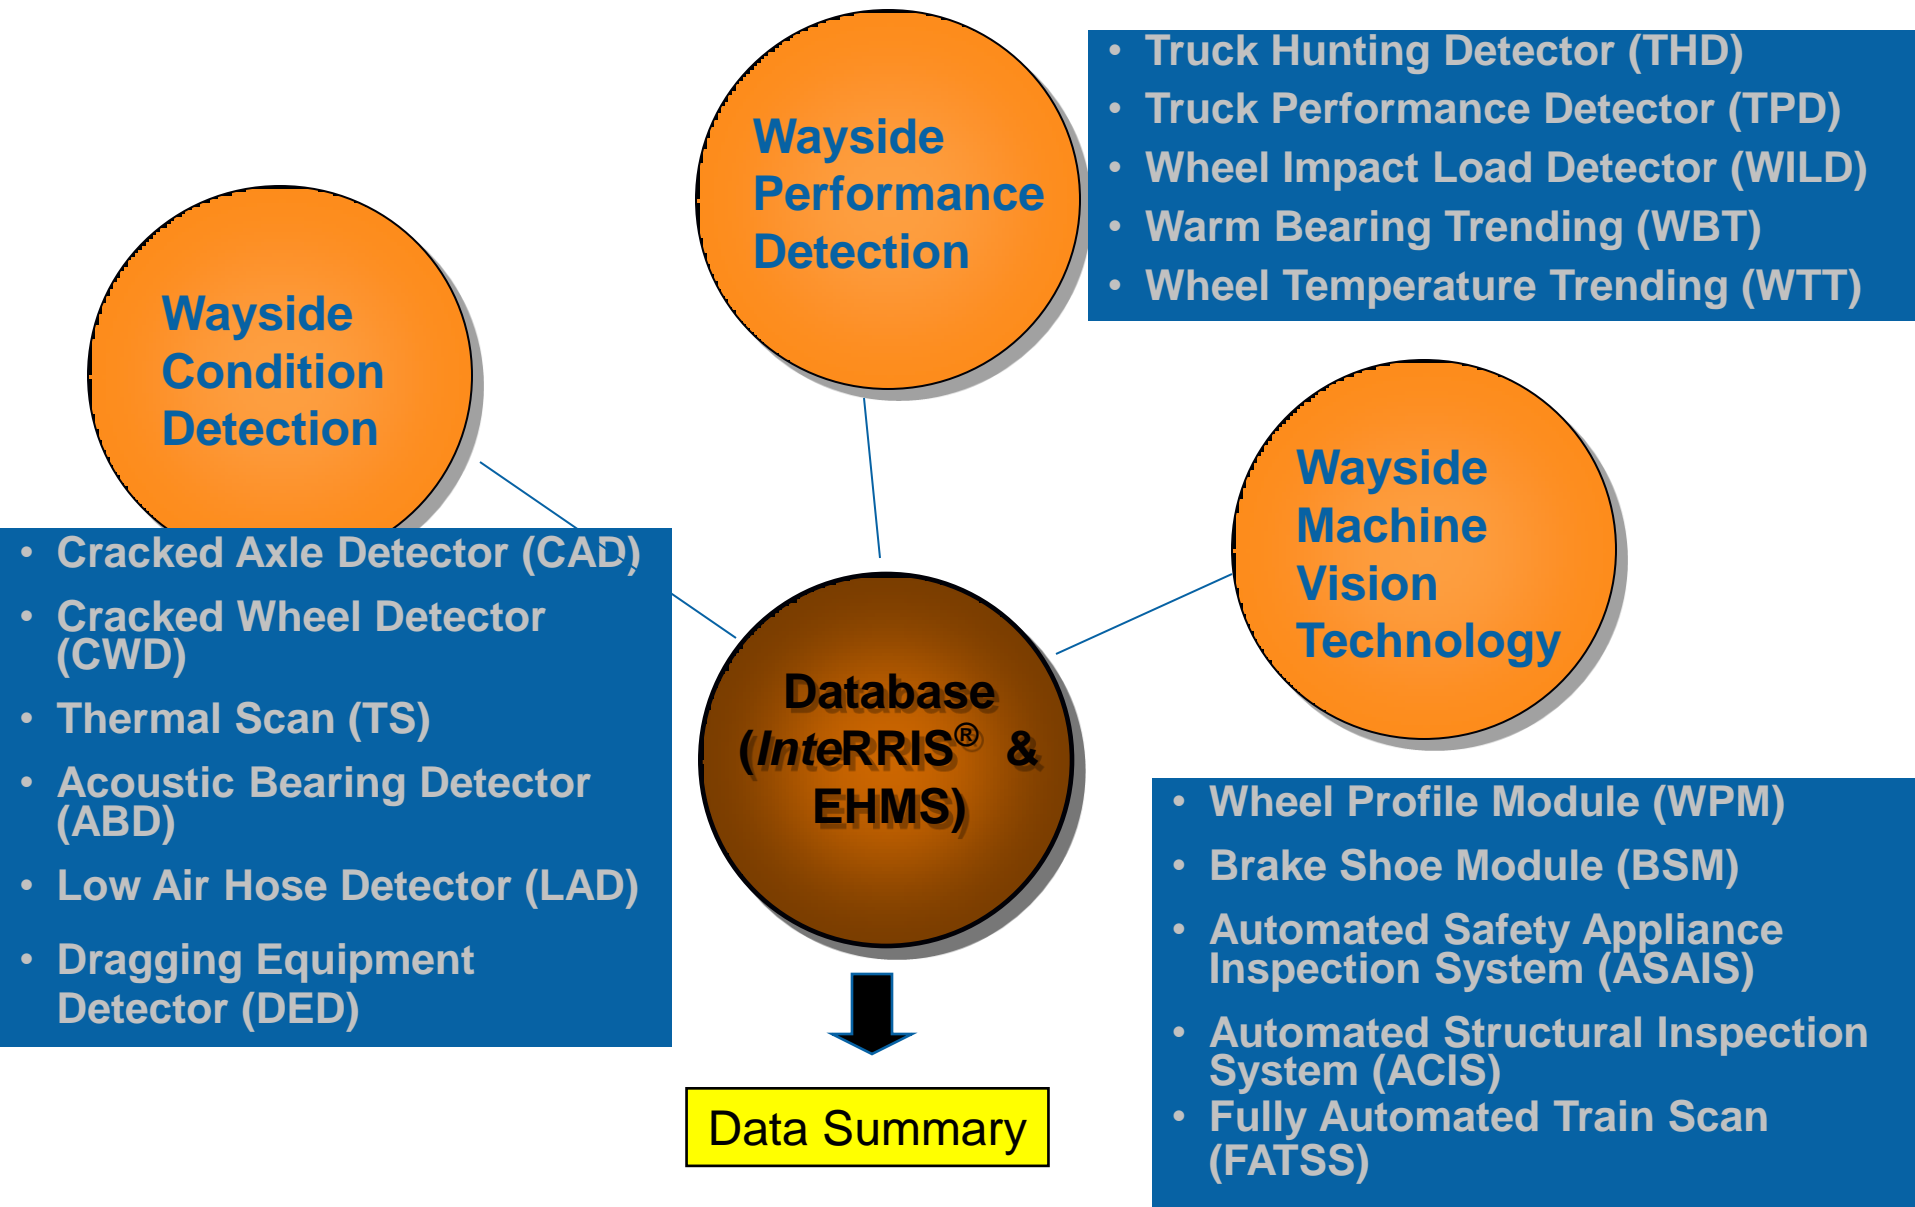 Wayside
Performance
Detection
• Truck Hunting Detector (THD)
• Truck Performance Detector (TPD)
• Wheel Impact Load Detector (WILD)
• Warm Bearing Trending (WBT)
• Wheel Temperature Trending (WTT)
Wayside
Condition
Detection
• Cracked Axle Detector (CAD)
• Cracked Wheel Detector
(CWD)
• Thermal Scan (TS)
• Acoustic Bearing Detector
(ABD)
• Low Air Hose Detector (LAD)
• Dragging Equipment
Detector (DED)
Wayside
Machine
Vision
Technology
• Wheel Profile Module (WPM)
• Brake Shoe Module (BSM)
• Automated Safety Appliance
Inspection System (ASAIS)
• Automated Structural Inspection
System (ACIS)
• Fully Automated Train Scan
(FATSS)
Database
(InteRRIS® &
EHMS)
Data Summary